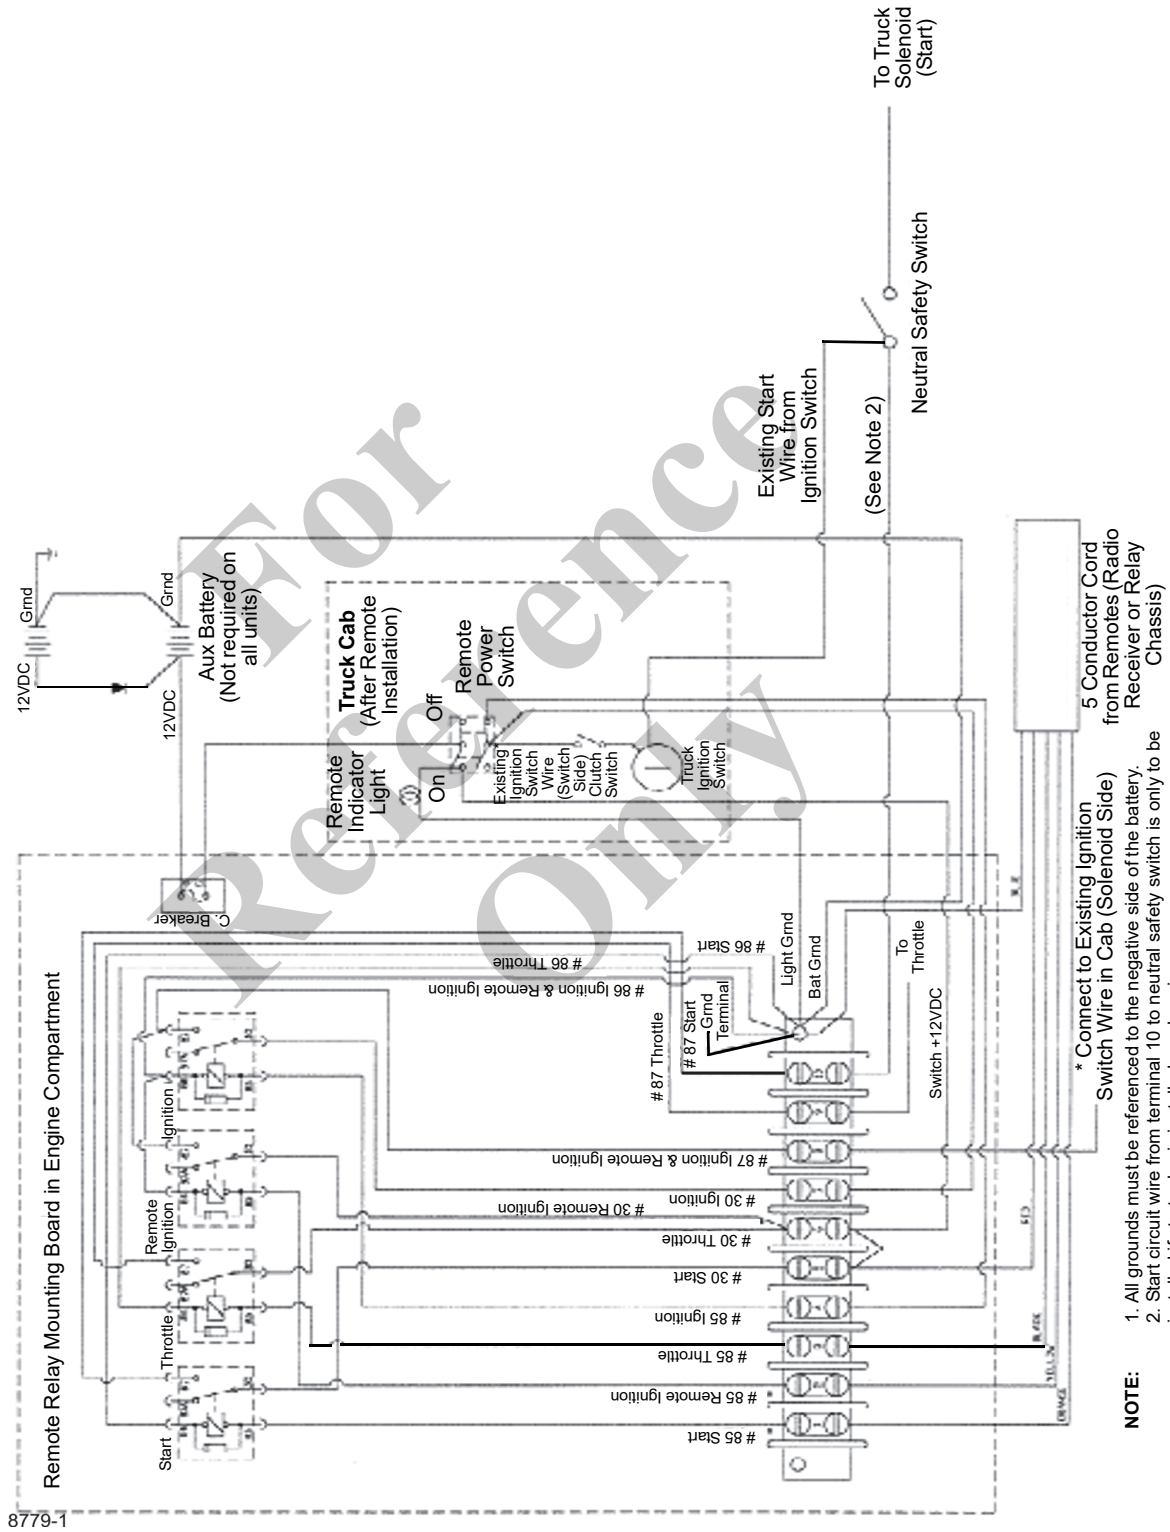 Remote Relay Mounting Board in Engine Compartment
Start
Throttle
Remote
Ignition
Ignition
C. Breaker
12VDC
Grnd
12VDC
Grnd
Aux Battery
(Not required on
all units)
Truck Cab
(After Remote
Installation)
Remote
Indicator
Light
On
Off
Remote
Power
Switch
Existing
Ignition
Switch
Wire
(Switch
Side)
Clutch
Switch
Truck
Ignition
Switch
# 86 Start
# 86 Throttle
# 86 Ignition & Remote Ignition
# 87 Throttle
# 87 Start
Grnd
Terminal
Light Grnd
Bat Grnd
To
Throttle
Switch +12VDC
# 87 Ignition & Remote Ignition
# 30 Ignition
# 30 Remote Ignition
# 30 Throttle
# 30 Start
# 85 Ignition
# 85 Throttle
# 85 Remote Ignition
# 85 Start
Existing Start
Wire from
Ignition Switch
(See Note 2)
Neutral Safety Switch
To Truck
Solenoid
(Start)
BLACK
YELLOW
ORANGE
5 Conductor Cord
from Remotes (Radio
Receiver or Relay
Chassis)
* Connect to Existing Ignition
Switch Wire in Cab (Solenoid Side)
NOTE:
1. All grounds must be referenced to the negative side of the battery.
2. Start circuit wire from terminal 10 to neutral safety switch is only to be
8779-1
For
Reference
Only